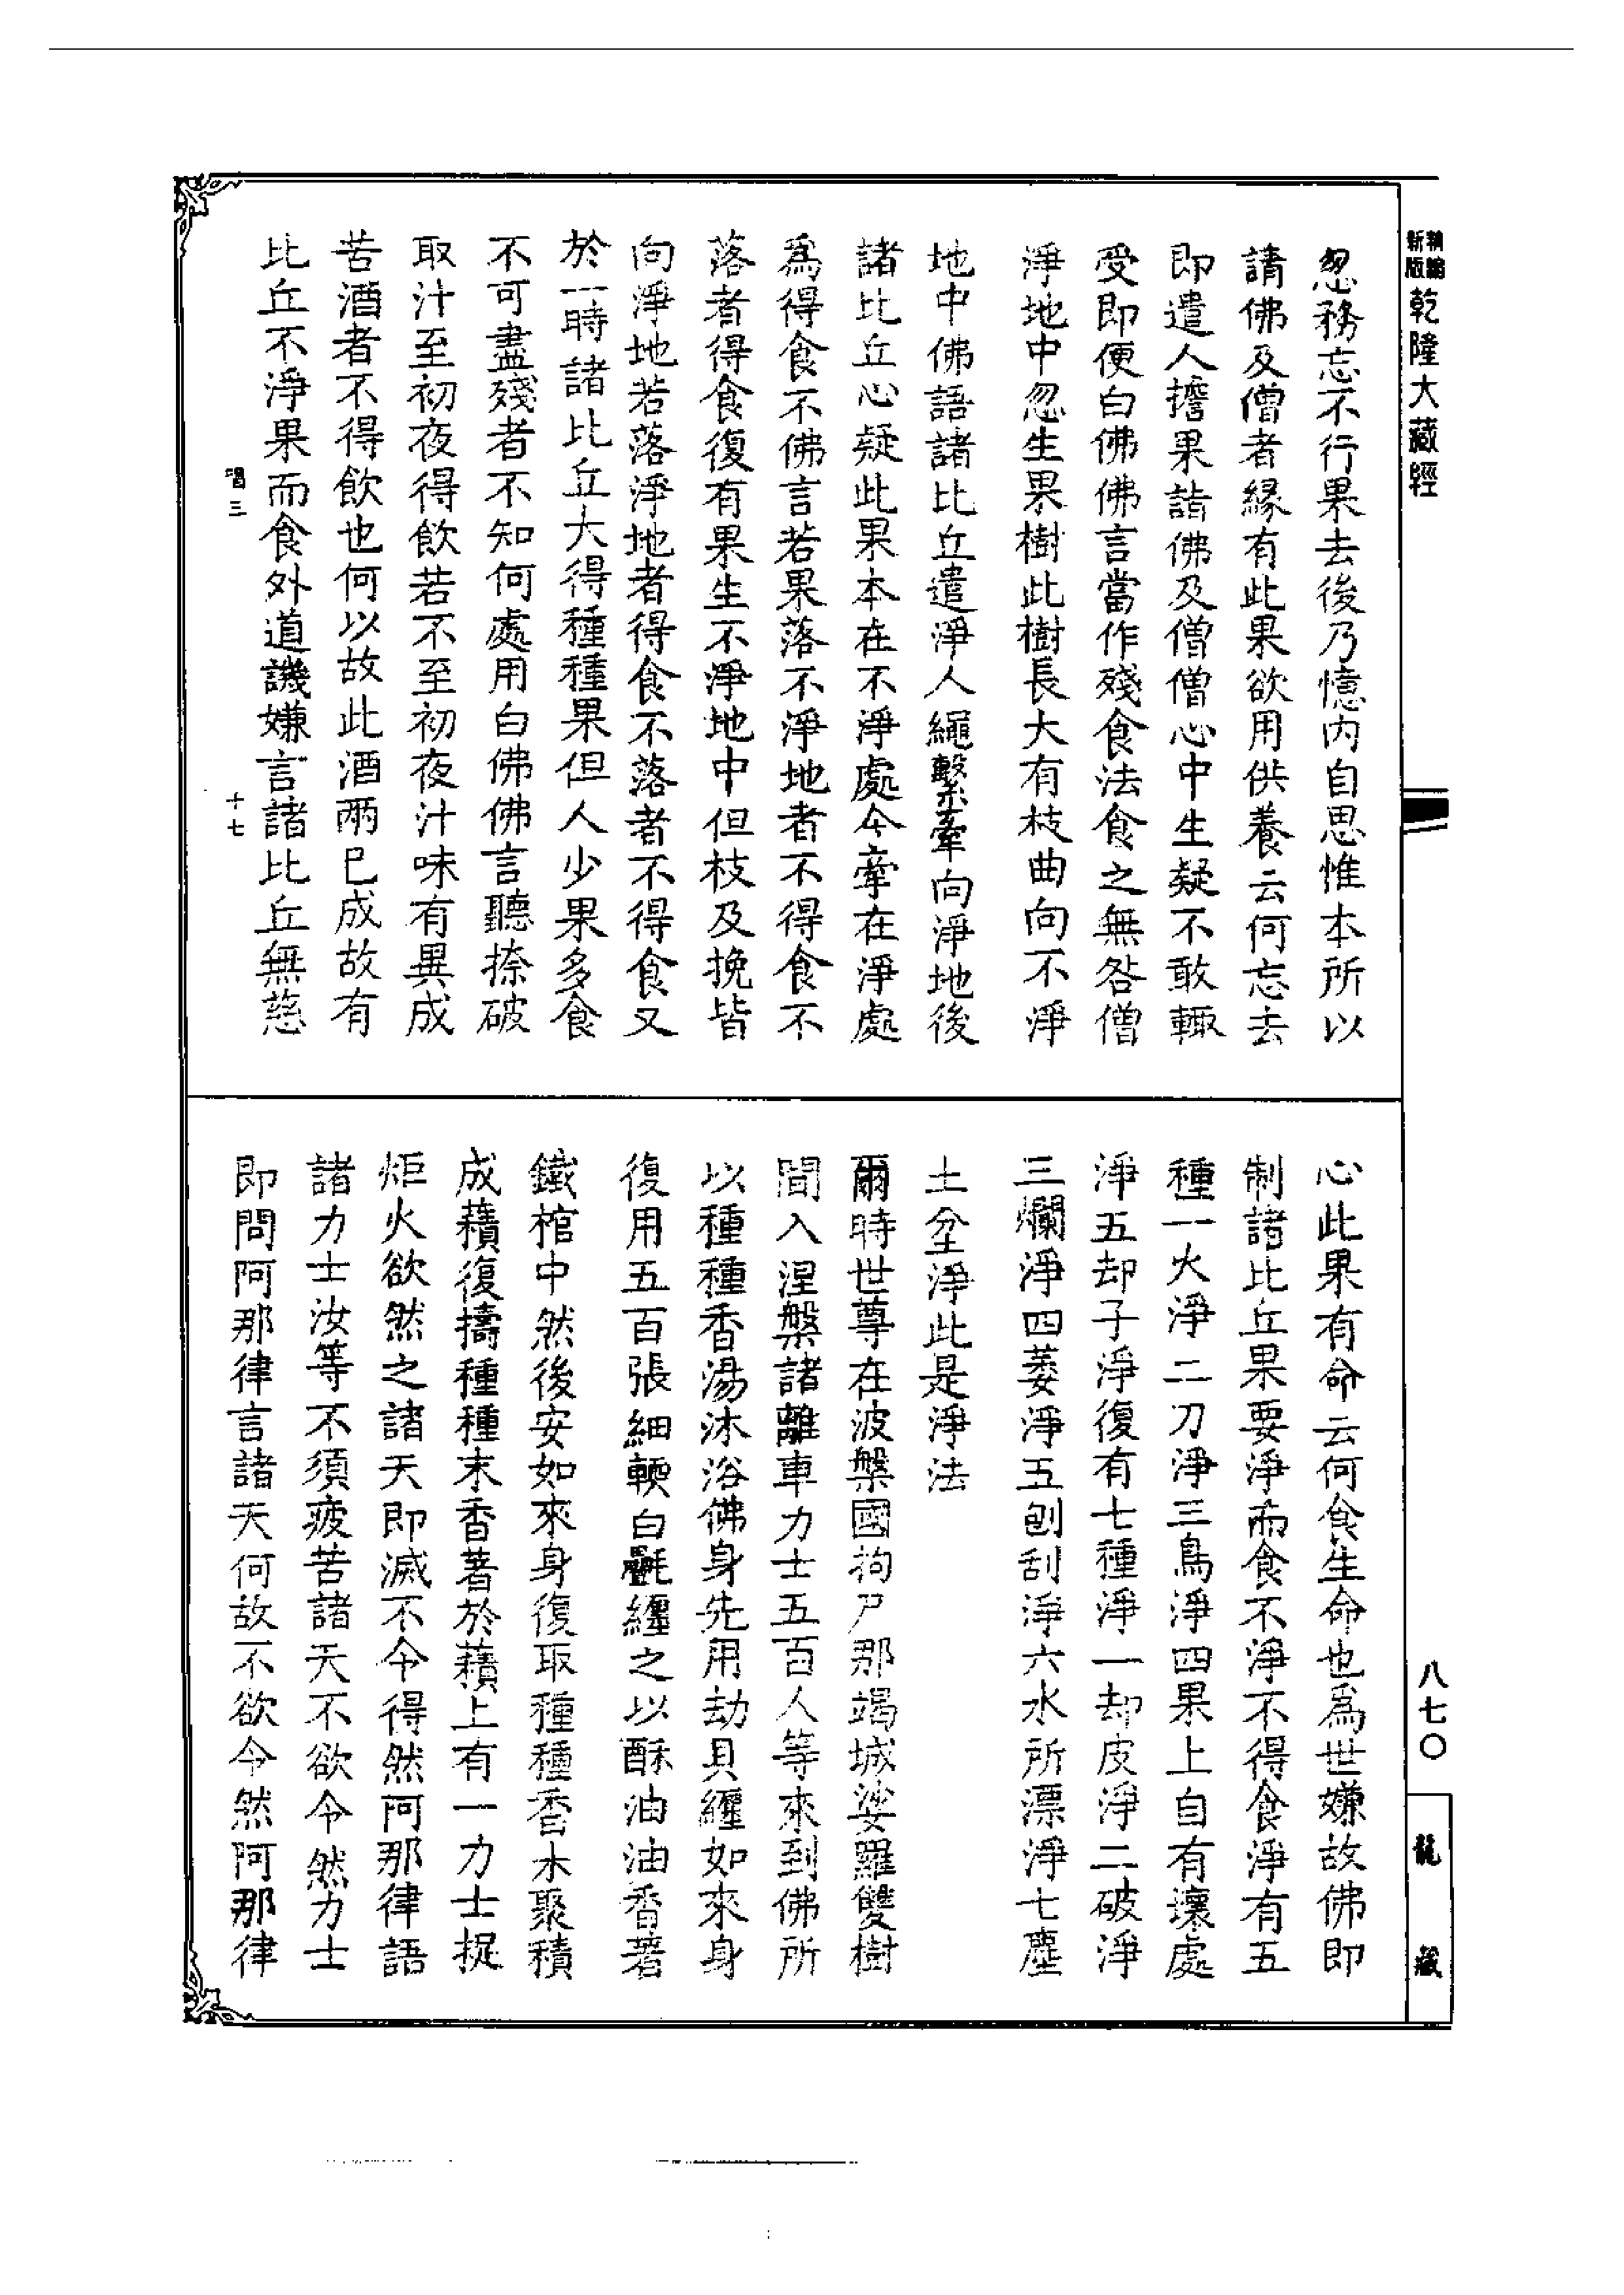 新版
乾隆大藏經
八七〇
龍藏
怱務忘不行果去後乃憶内自思惟本所以
請佛及僧者緣有此果欲用供養云何忘去
即遣人擔果詣佛及僧僧心中生疑不敢輙
受即便白佛佛言當作殘食法食之無咎僧
淨地中忽生果樹此樹長大有枝曲向不淨
地中佛語諸比丘遣淨人繩繫牽向淨地後
諸比丘心疑此果本在不淨處今牽在淨處
爲得食不佛言若果落不淨地者不得食不
落者得食復有果生不淨地中但枝及挽皆
向淨地若落淨地者得食不落者不得食又
於一時諸比丘大得種種果但人少果多食
不可盡殘者不知何處用白佛佛言聽捺破
取汁至初夜得飲若不至初夜汁味有異成
苦酒者不得飲也何以故此酒兩已成故有
比丘不淨果而食外道譏嫌言諸比丘無慈
三
十七
心此果有命云何食生命也爲世嫌故佛即
制諸比丘果要淨而食不淨不得食淨有五
種一火淨二刀淨三鳥淨四果上自有壞處
淨五却子淨復有七種淨一却皮淨二破淨
三爛淨四萎淨五刨刮淨六水所漂淨七塵
土坌淨此是淨法
爾時世尊在波槃國拘尸那竭城娑羅雙樹
間入涅槃諸離車力士五百人等來到佛所
以種種香湯沐浴佛身先用劫具纒如來身
復用五百張細輭白㲲纒之以酥油油香著
鐵棺中然後安如來身復取種種香木聚積
成𧂐復擣種種末香著於𧂐上有一力士捉
炬火欲然之諸天即滅不令得然阿那律語
諸力士汝等不須疲苦諸天不欲令然力士
即問阿那律言諸天何故不欲令然阿那律